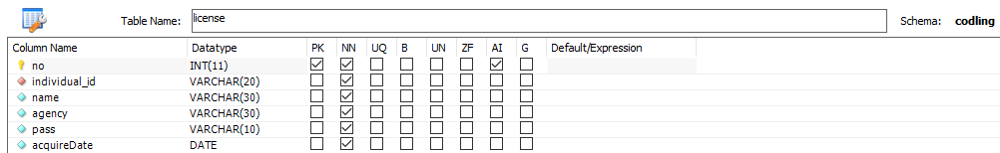 Table Name: license Schema: codling
Column Name Datatype PK NN UQ B UN ZF AI G Default/Expression
no INT(11)
individual_id VARCHAR(20)
name VARCHAR(30)
agency VARCHAR(30)
pass VARCHAR(10)
acquireDate DATE